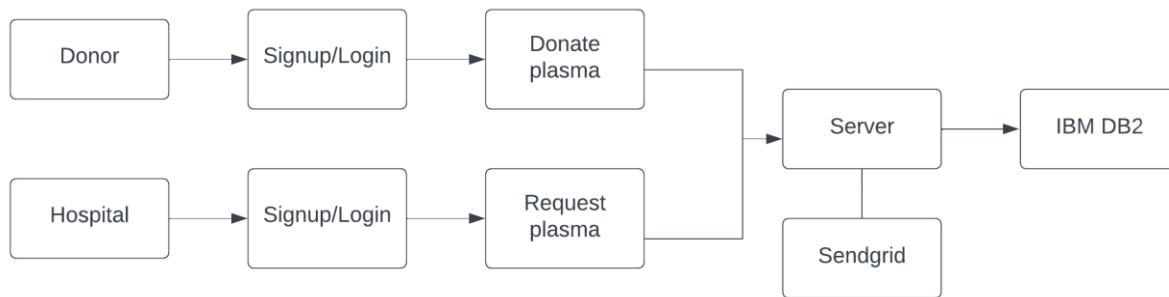 Donor
Signup/Login
Donate
plasma
Server
IBM DB2
Hospital
Signup/Login
Request
plasma
Sendgrid